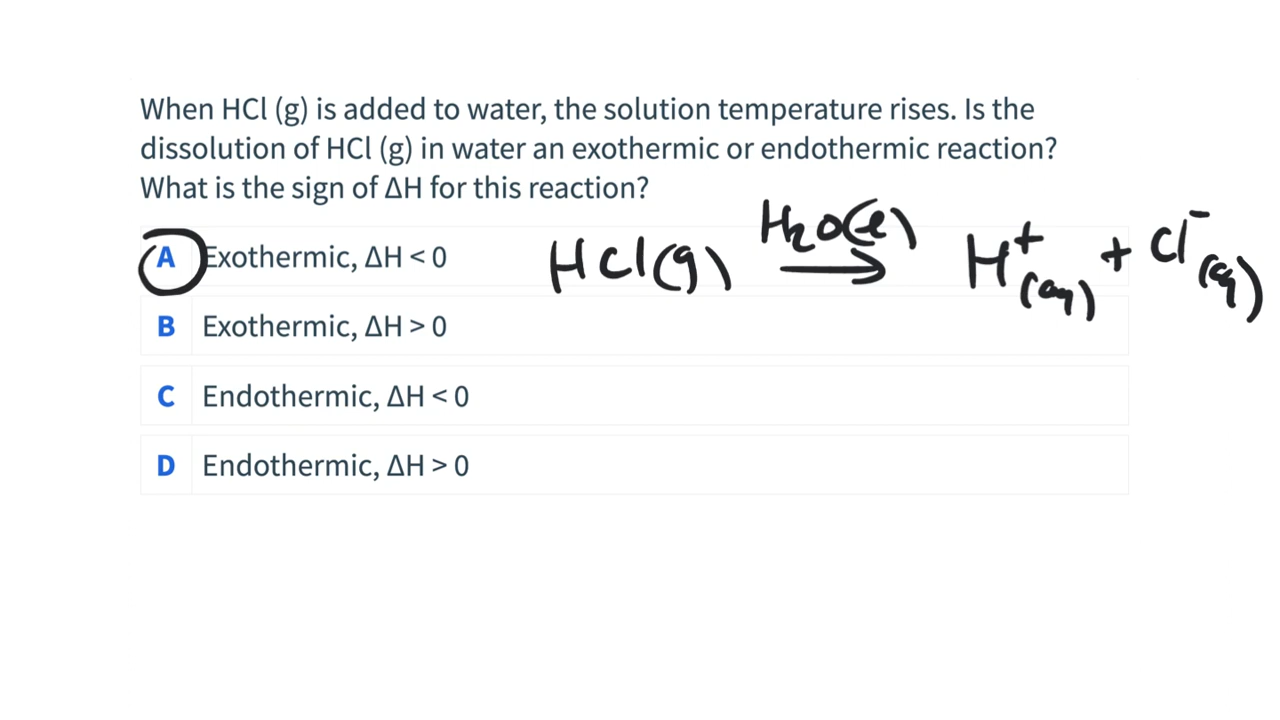 When HCl (g) is added to water, the solution temperature rises. Is the
dissolution of HCl (g) in water an exothermic or endothermic reaction?
What is the sign of ΔH for this reaction?
A Exothermic, ΔH < 0
HCl(g) H2O(l) → H+(aq) + Cl-(aq)
B Exothermic, ΔH > 0
C Endothermic, ΔH < 0
D Endothermic, ΔH > 0